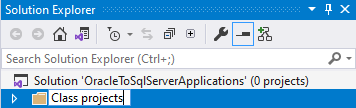 Solution Explorer
Search Solution Explorer (Ctrl+;)
Solution 'OracleToSqlServerApplications' (0 projects)
Class projects